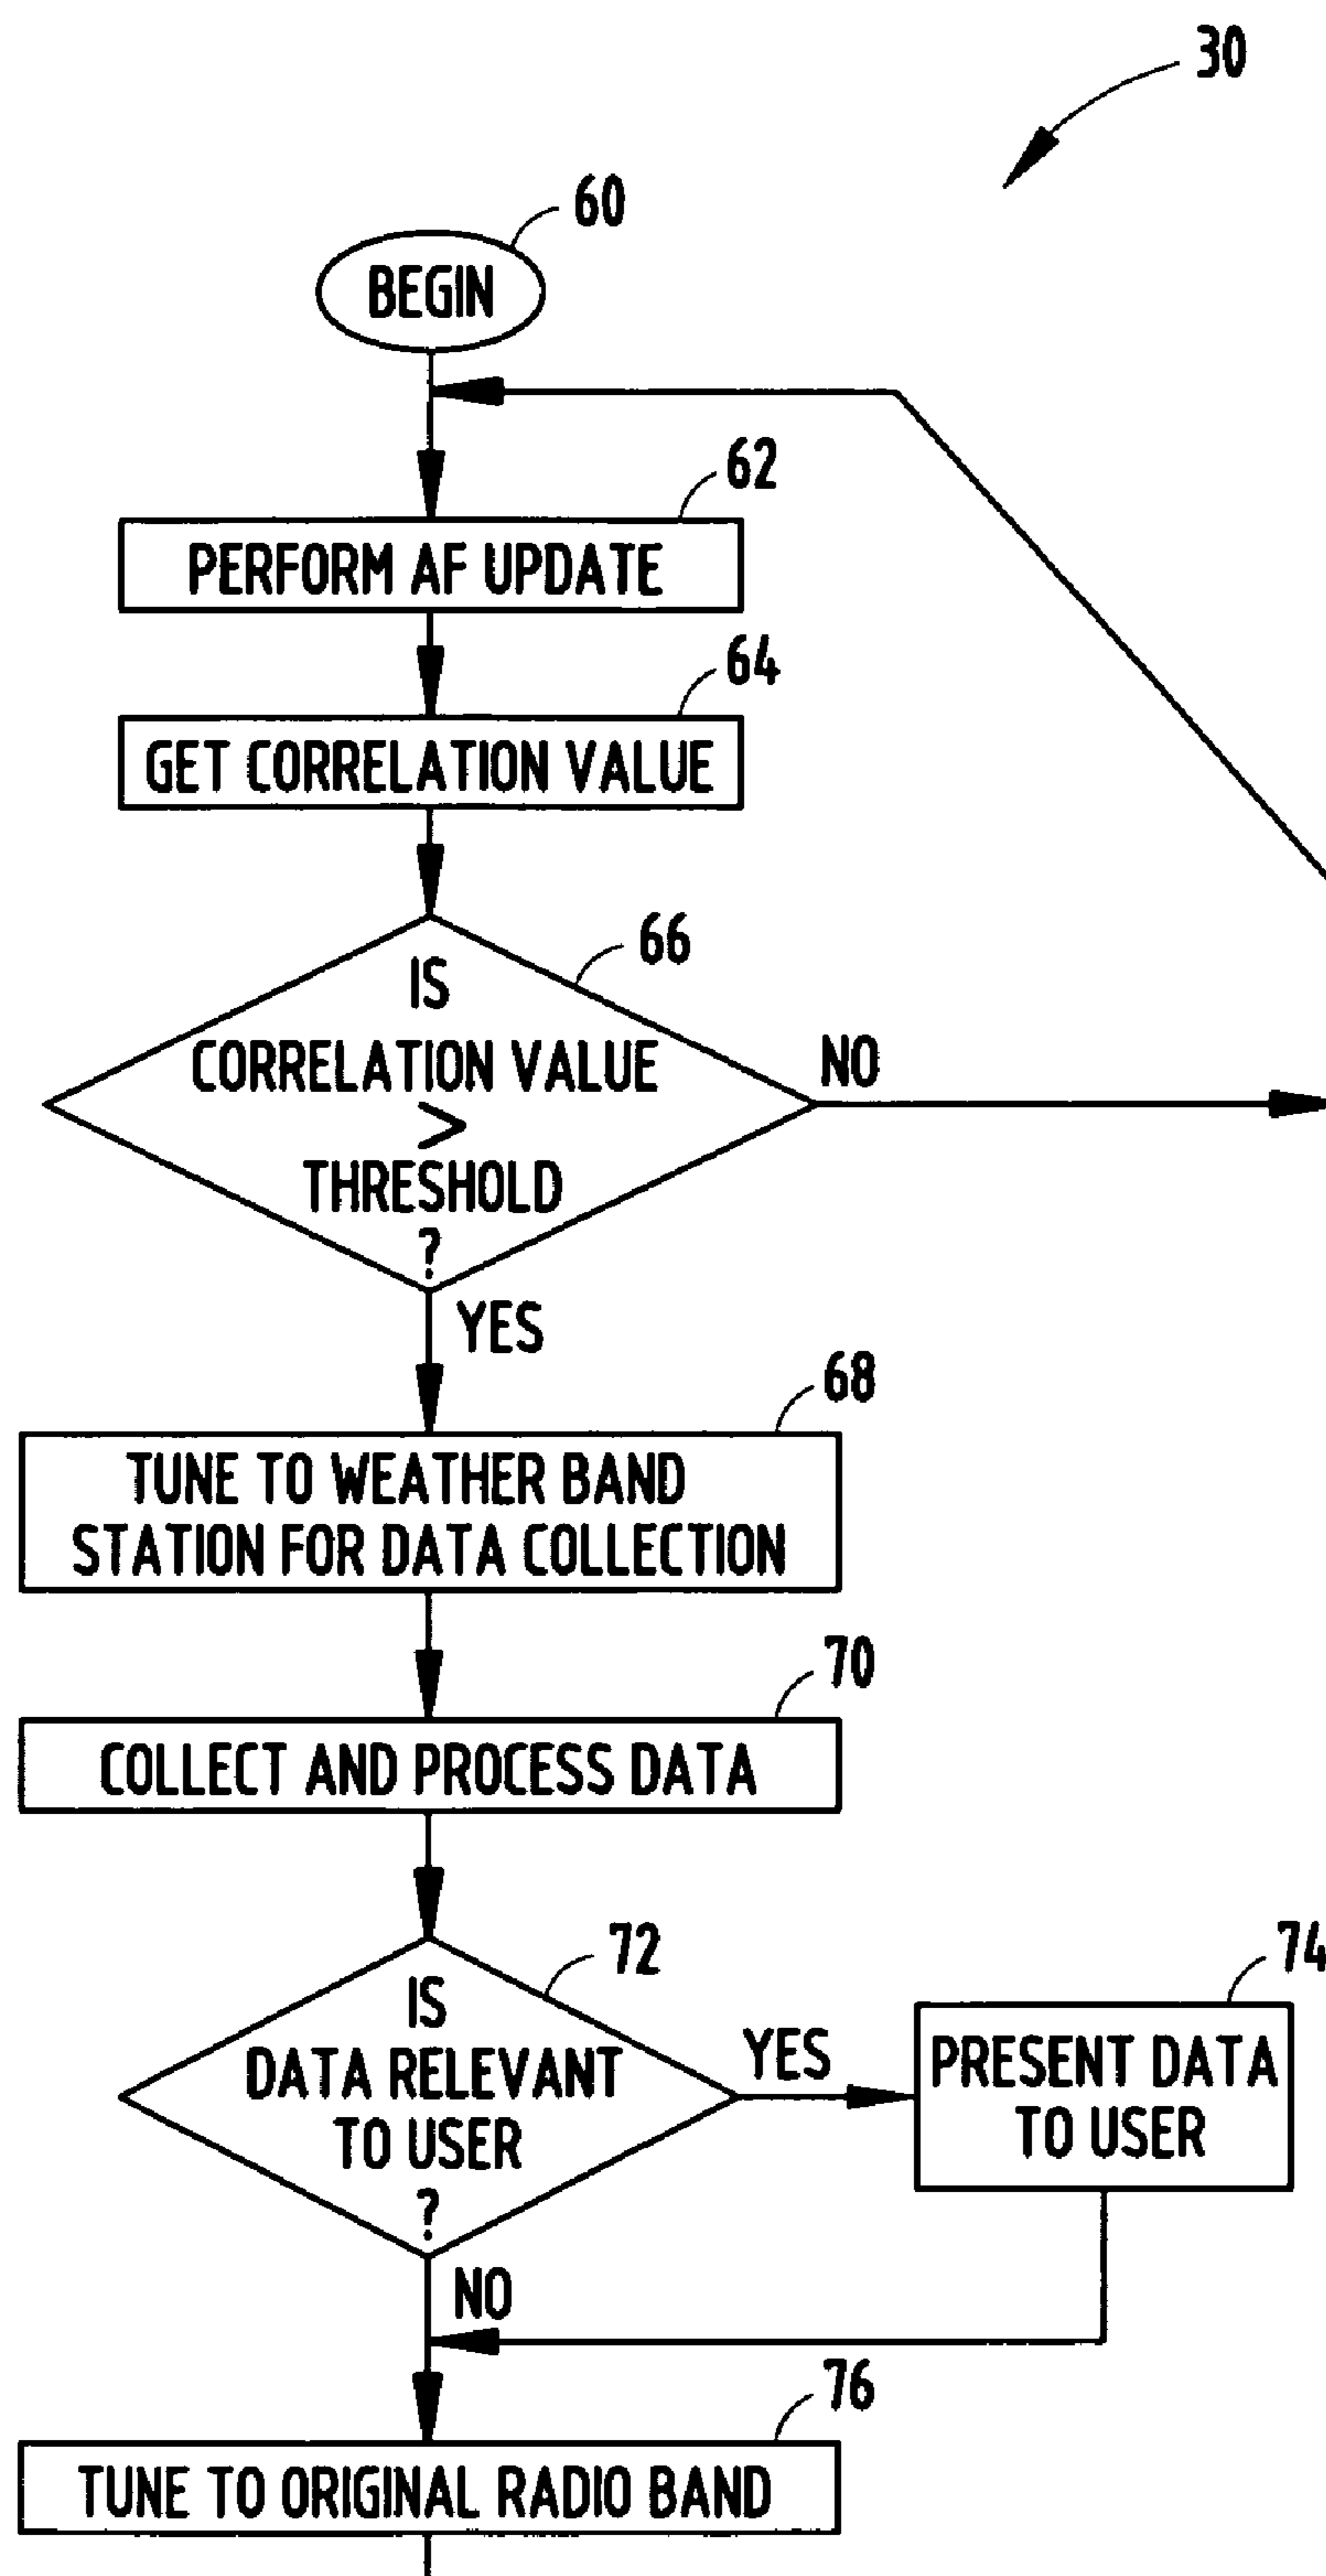 30
60
BEGIN
62
PERFORM AF UPDATE
64
GET CORRELATION VALUE
66
IS
CORRELATION VALUE
>
THRESHOLD
?
NO
YES
68
TUNE TO WEATHER BAND
STATION FOR DATA COLLECTION
70
COLLECT AND PROCESS DATA
72
IS
DATA RELEVANT
TO USER
?
YES
74
PRESENT DATA
TO USER
NO
76
TUNE TO ORIGINAL RADIO BAND